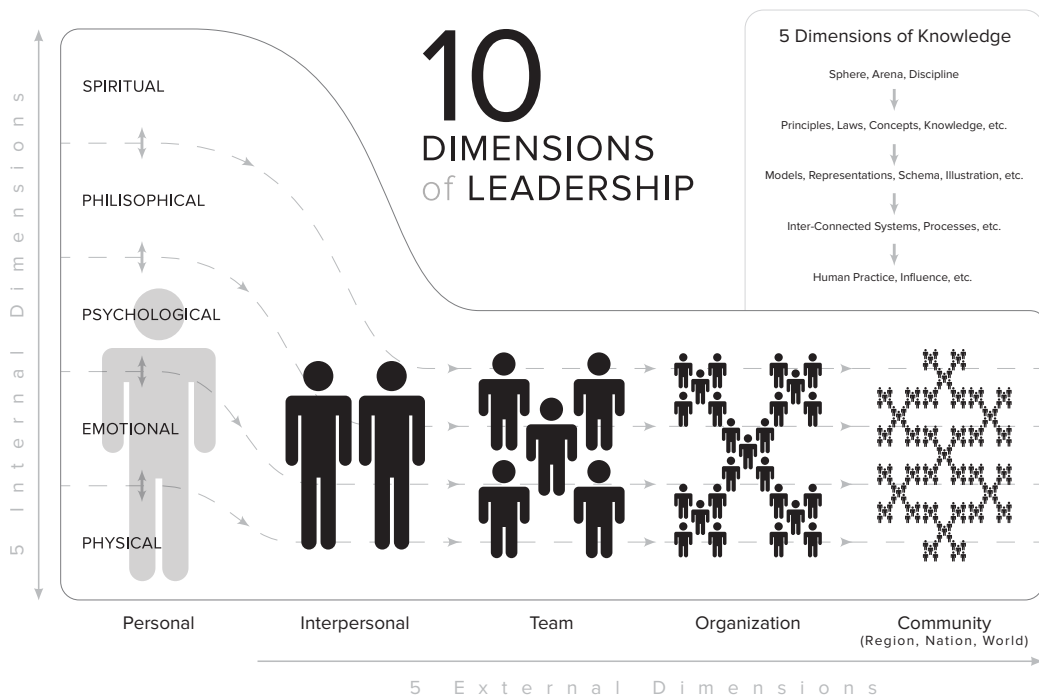 10
DIMENSIONS
of LEADERSHIP
5 Dimensions of Knowledge
Sphere, Arena, Discipline
Principles, Laws, Concepts, Knowledge, etc.
Models, Representations, Schema, Illustration, etc.
Inter-Connected Systems, Processes, etc.
Human Practice, Influence, etc.
5 Internal Dimensions
SPIRITUAL
PHILISOPHICAL
PSYCHOLOGICAL
EMOTIONAL
PHYSICAL
Personal
Interpersonal
Team
Organization
Community
(Region, Nation, World)
5 External Dimensions